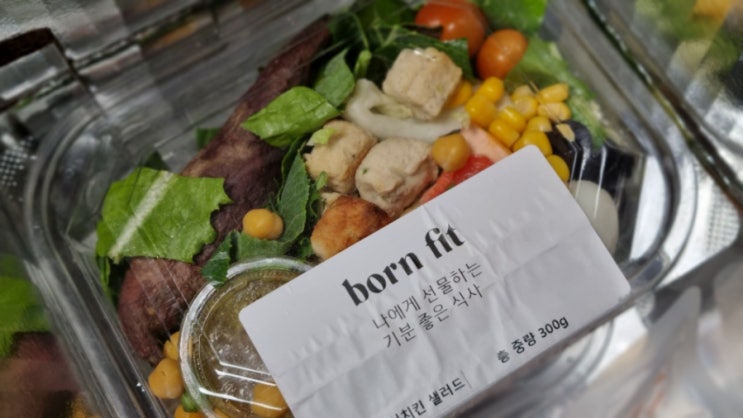 born fit
나에게 선물하는
기분 좋은 식사
치킨 샐러드
총 중량 300g